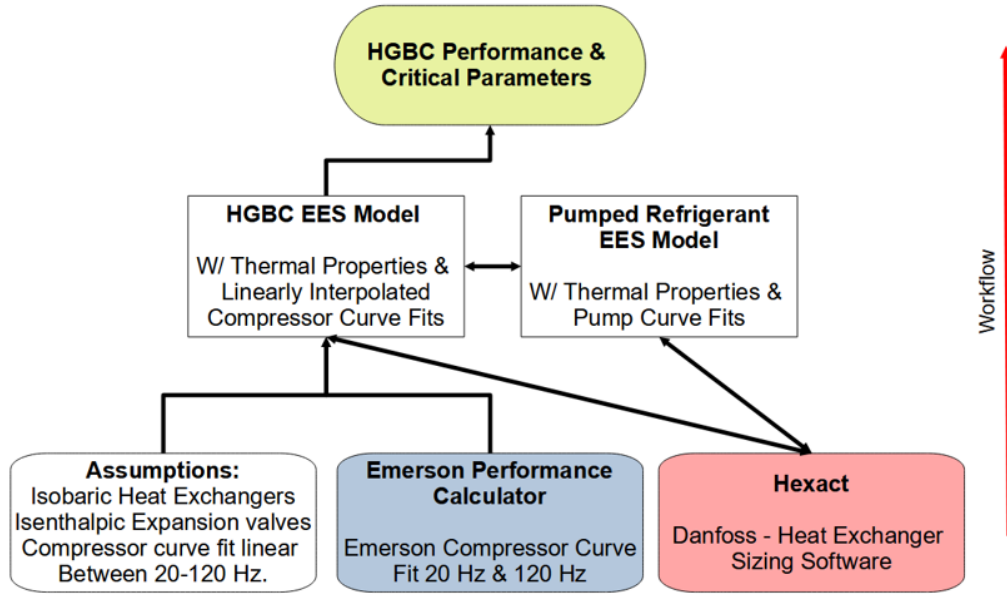 HGBC Performance &
Critical Parameters
HGBC EES Model
W/ Thermal Properties &
Linearly Interpolated
Compressor Curve Fits
Pumped Refrigerant
EES Model
W/ Thermal Properties &
Pump Curve Fits
Workflow
Assumptions:
Isobaric Heat Exchangers
Isenthalpic Expansion valves
Compressor curve fit linear
Between 20-120 Hz.
Emerson Performance
Calculator
Emerson Compressor Curve
Fit 20 Hz & 120 Hz
Hexact
Danfoss - Heat Exchanger
Sizing Software